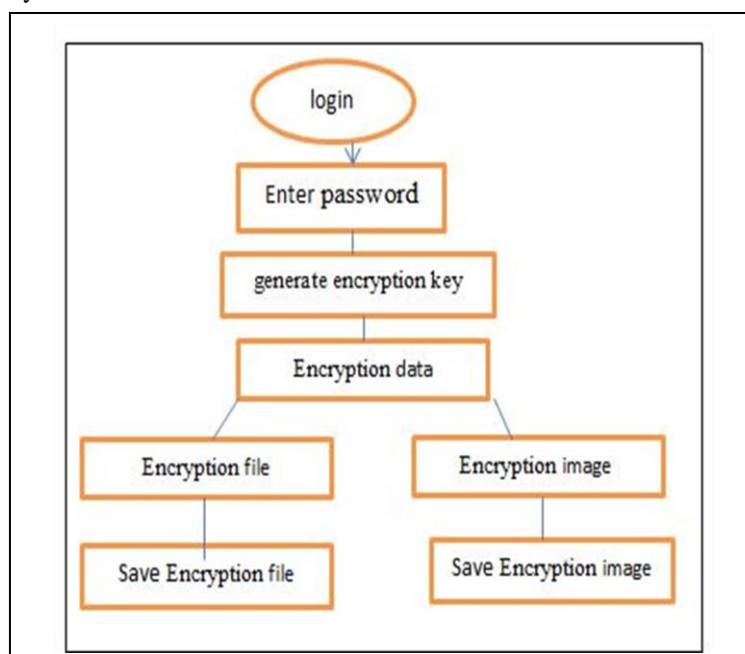 login
Enter password
generate encryption key
Encryption data
Encryption file
Encryption image
Save Encryption file
Save Encryption image